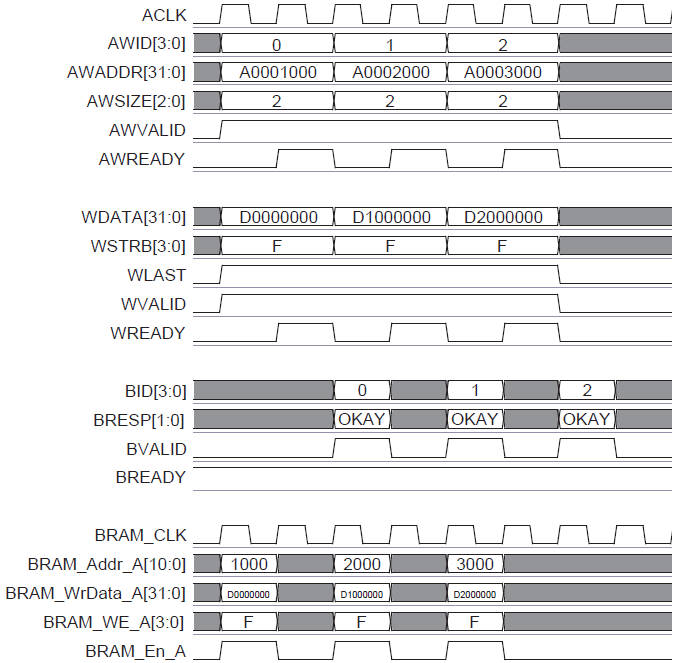 ACLK
AWID[3:0] 0 1 2
AWADDR[31:0] A0001000 A0002000 A0003000
AWSIZE[2:0] 2 2 2
AWVALID
AWREADY
WDATA[31:0] D0000000 D1000000 D2000000
WSTRB[3:0] F F F
WLAST
WVALID
WREADY
BID[3:0] 0 1 2
BRESP[1:0] OKAY OKAY OKAY
BVALID
BREADY
BRAM_CLK
BRAM_Addr_A[10:0] 1000 2000 3000
BRAM_WrData_A[31:0] D0000000 D1000000 D2000000
BRAM_WE_A[3:0] F F F
BRAM_En_A